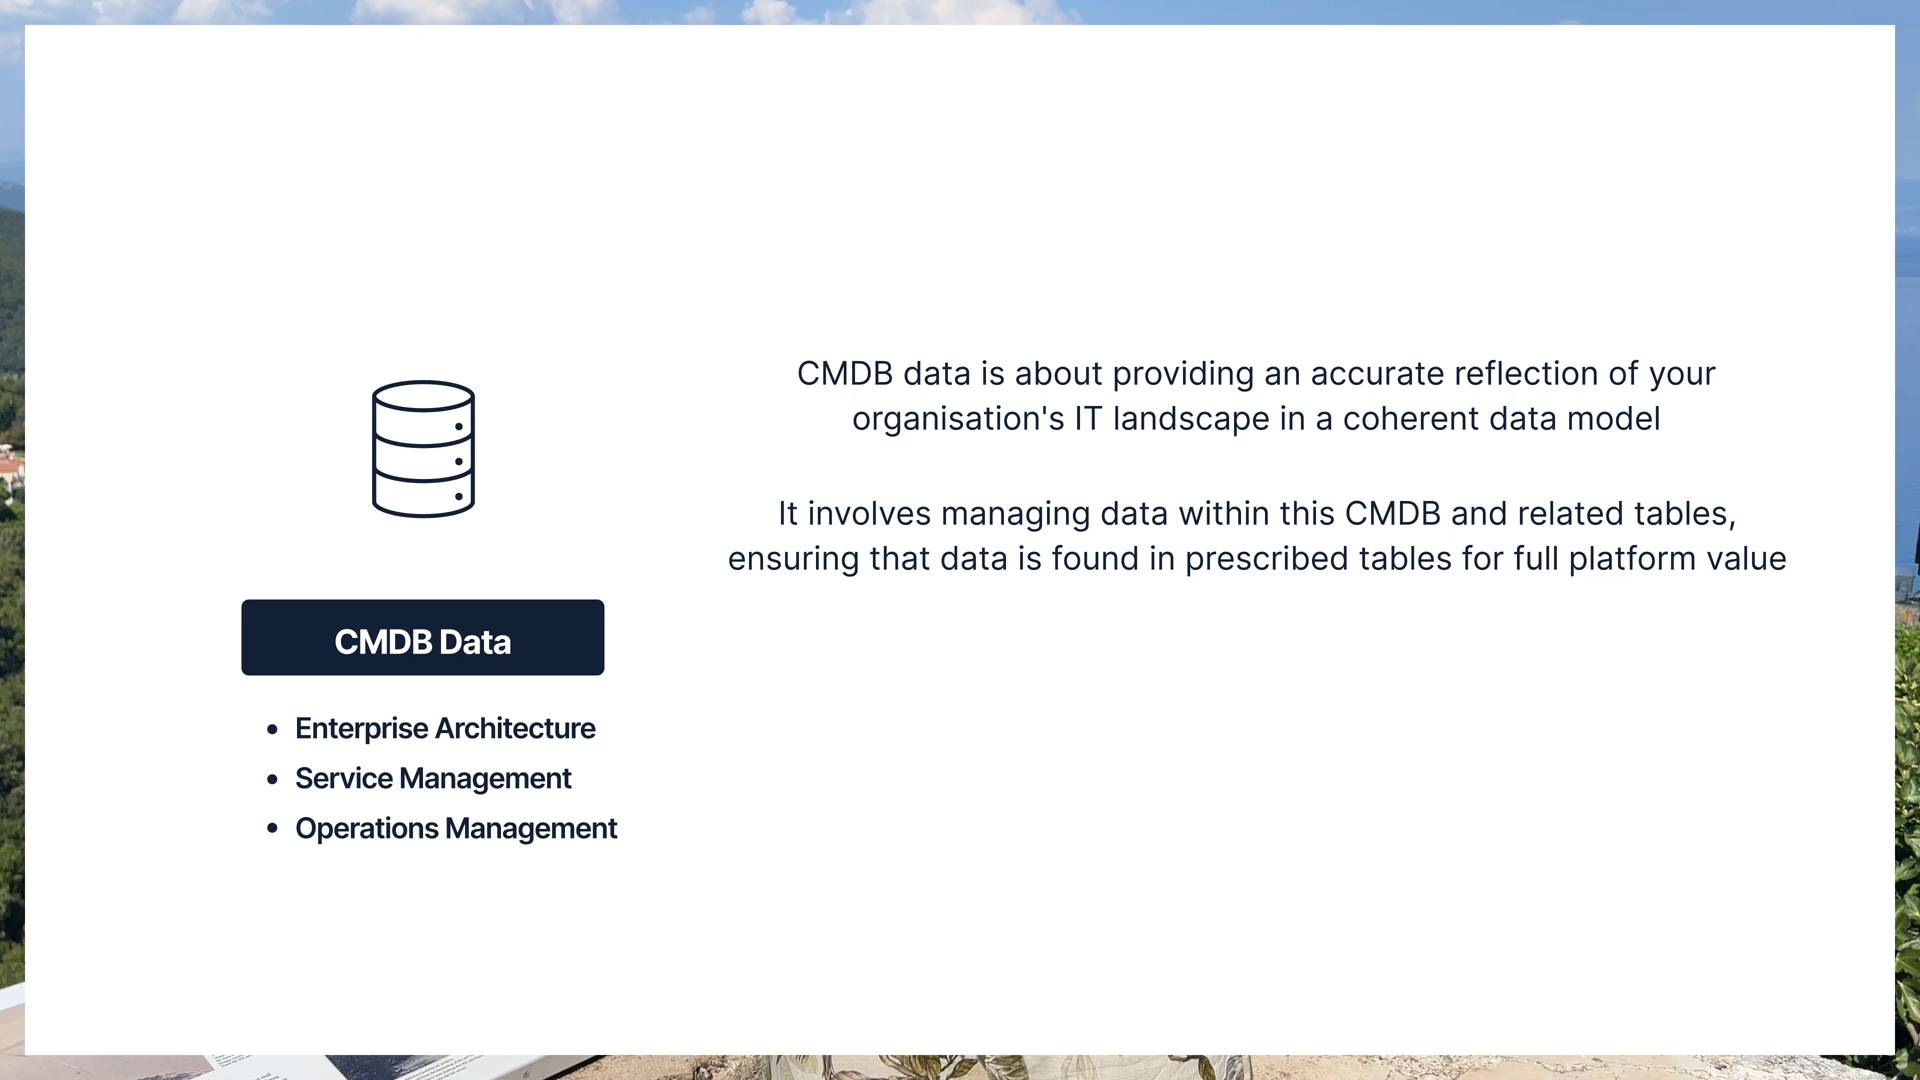 CMDB data is about providing an accurate reflection of your
organisation's IT landscape in a coherent data model
It involves managing data within this CMDB and related tables,
ensuring that data is found in prescribed tables for full platform value
CMDB Data
• Enterprise Architecture
• Service Management
• Operations Management